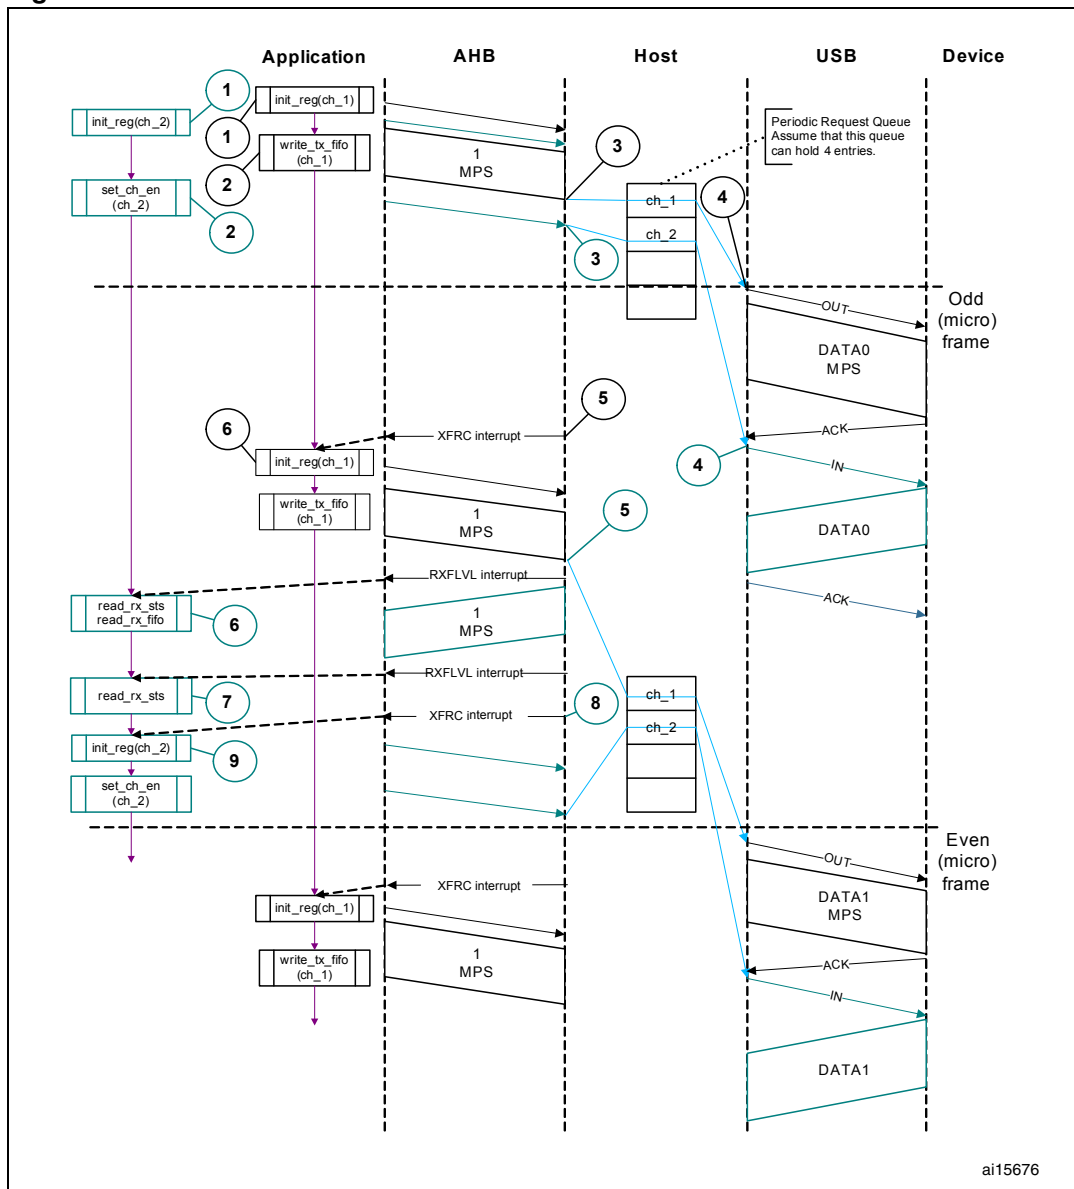 Application
AHB
Host
USB
Device
1
init_reg(ch_1)
init_reg(ch_2)
1
Periodic Request Queue
Assume that this queue
can hold 4 entries.
write_tx_fifo
(ch_1)
1
MPS
3
2
set_ch_en
(ch_2)
4
ch_1
2
3
ch_2
Odd
(micro)
frame
OUT
DATA0
MPS
5
6
XFRC interrupt
ACK
init_reg(ch_1)
4
IN
write_tx_fifo
(ch_1)
1
MPS
5
DATA0
RXFLVL interrupt
read_rx_sts
read_rx_fifo
6
1
MPS
ACK
RXFLVL interrupt
read_rx_sts
7
ch_1
XFRC interrupt
8
ch_2
init_reg(ch_2)
9
set_ch_en
(ch_2)
Even
(micro)
frame
OUT
XFRC interrupt
init_reg(ch_1)
DATA1
MPS
write_tx_fifo
(ch_1)
1
MPS
ACK
IN
DATA1
ai15676